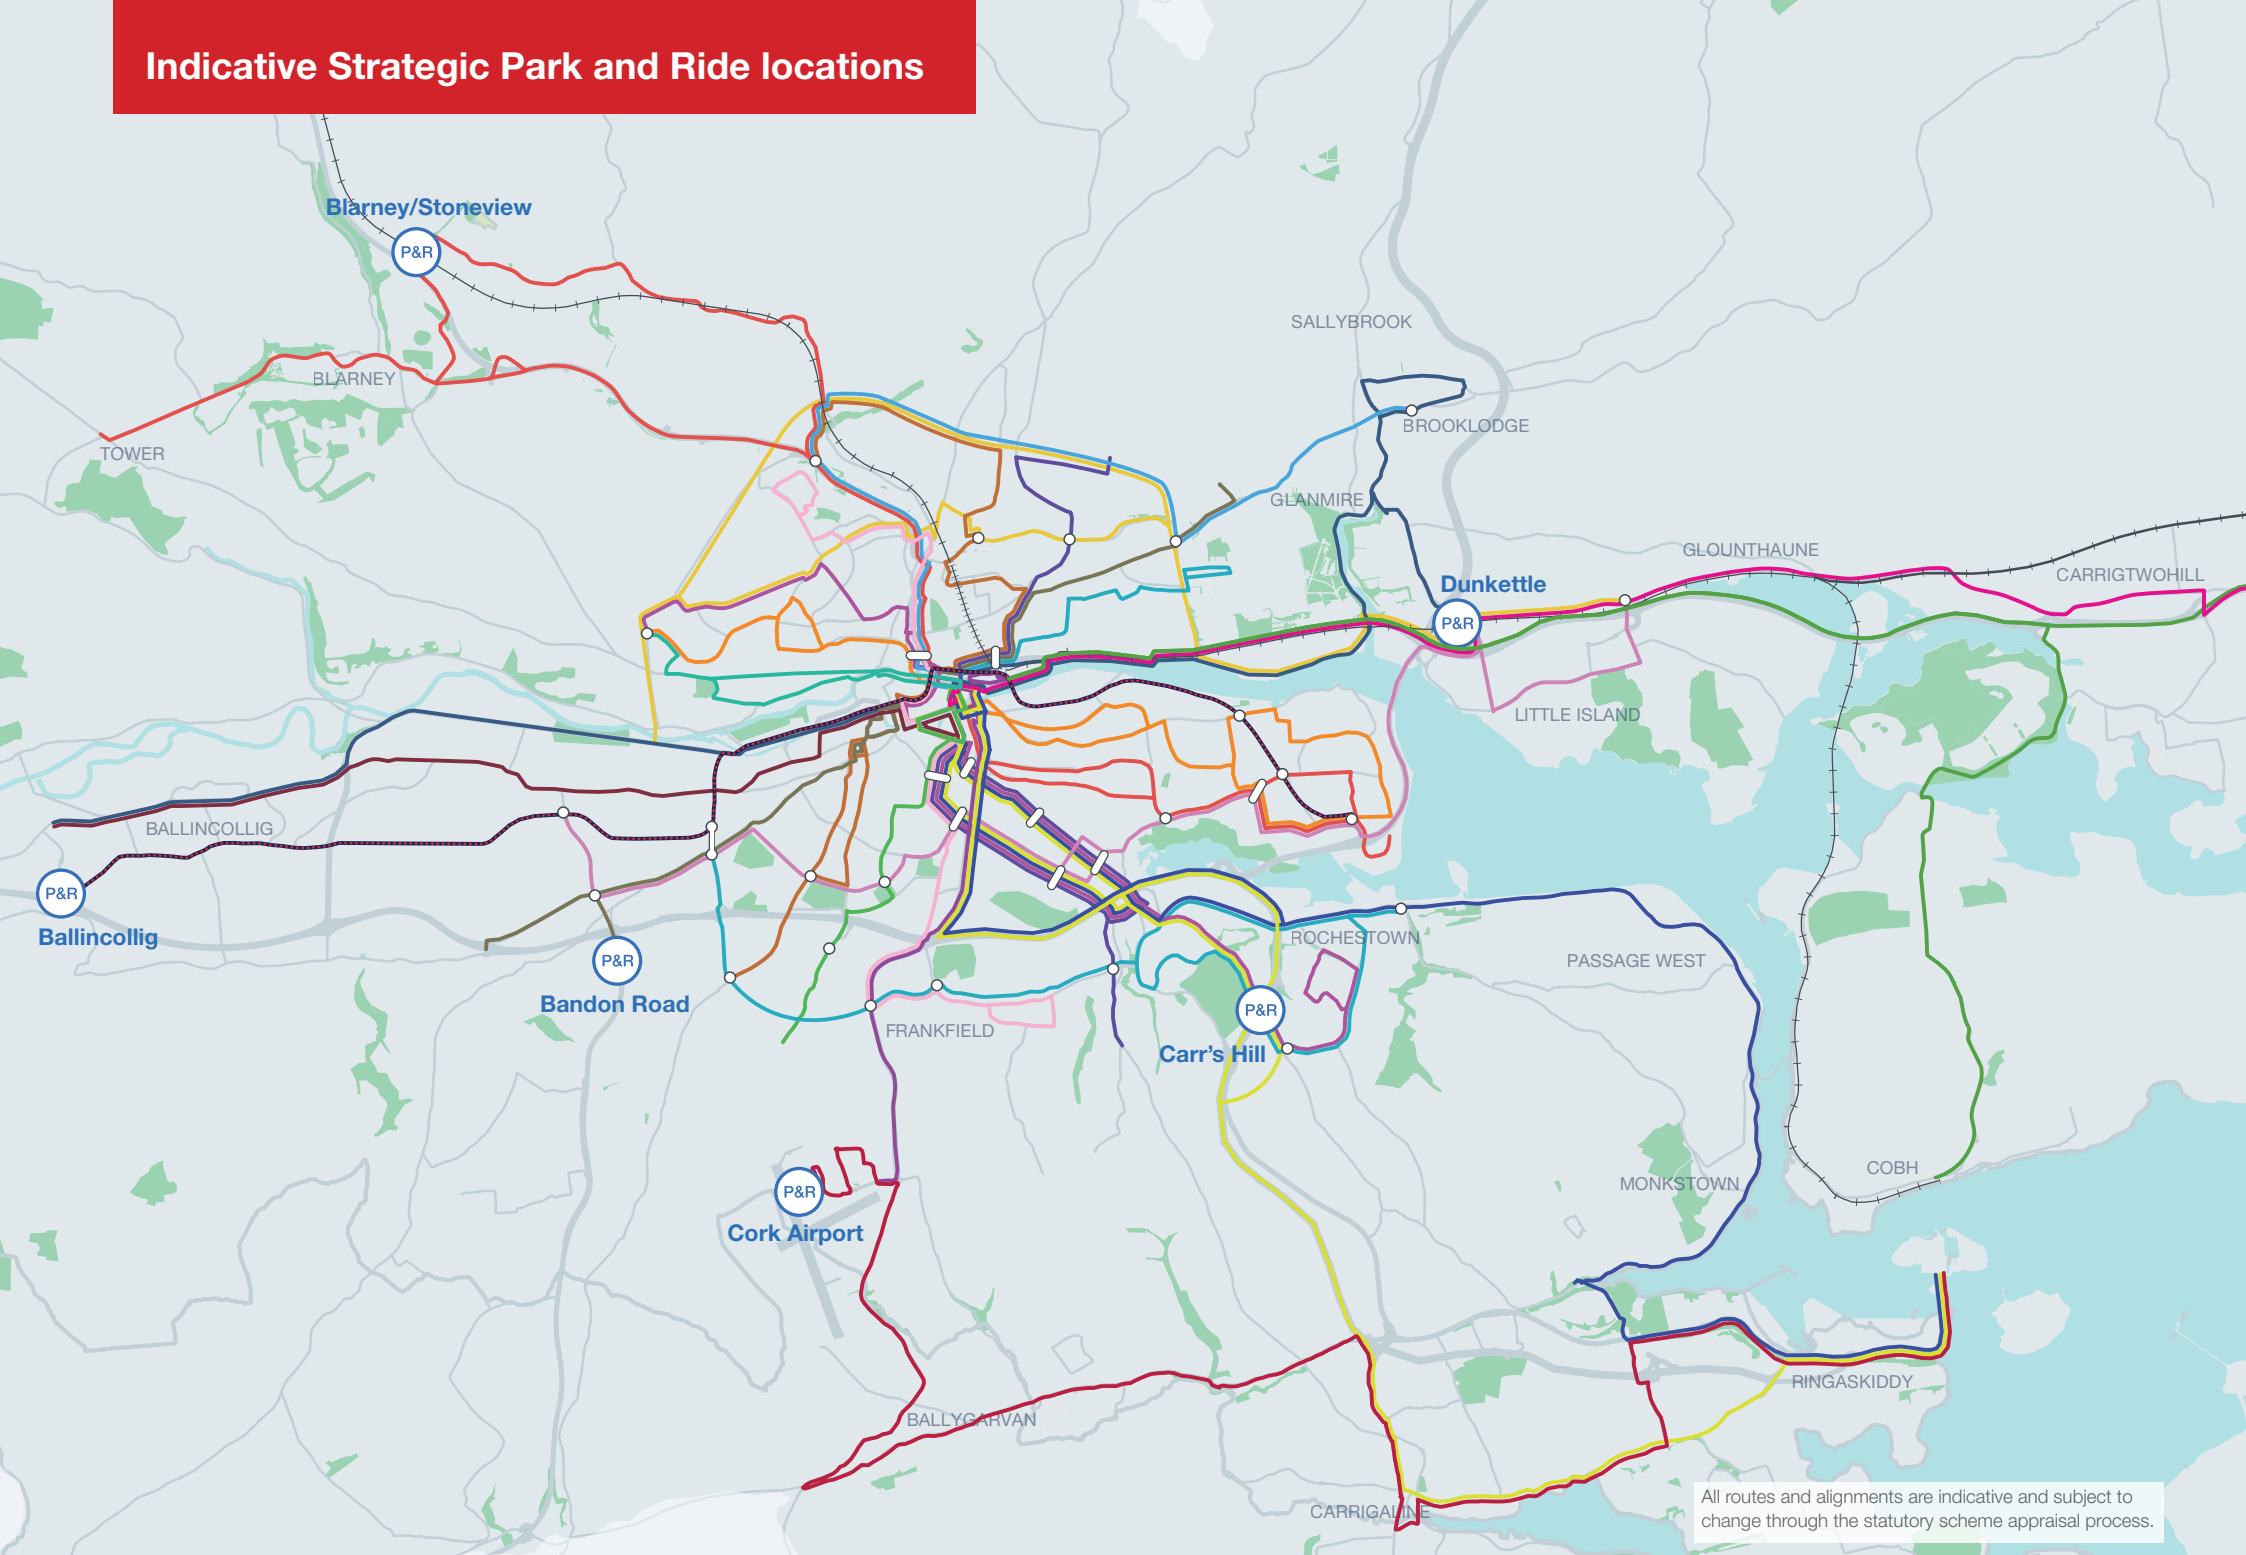 Indicative Strategic Park and Ride locations
Blarney/Stoneview
P&R
SALLYBROOK
BLARNEY
BROOKLODGE
TOWER
GLANMIRE
GLOUNTHAUNE
CARRIGTWOHILL
Dunkettle
P&R
LITTLE ISLAND
BALLINCOLLIG
P&R
Ballincollig
ROCHESTOWN
PASSAGE WEST
P&R
Bandon Road
P&R
FRANKFIELD
Carr's Hill
COBH
MONKSTOWN
P&R
Cork Airport
RINGASKIDDY
BALLYGARVAN
CARRIGALINE
All routes and alignments are indicative and subject to
change through the statutory scheme appraisal process.